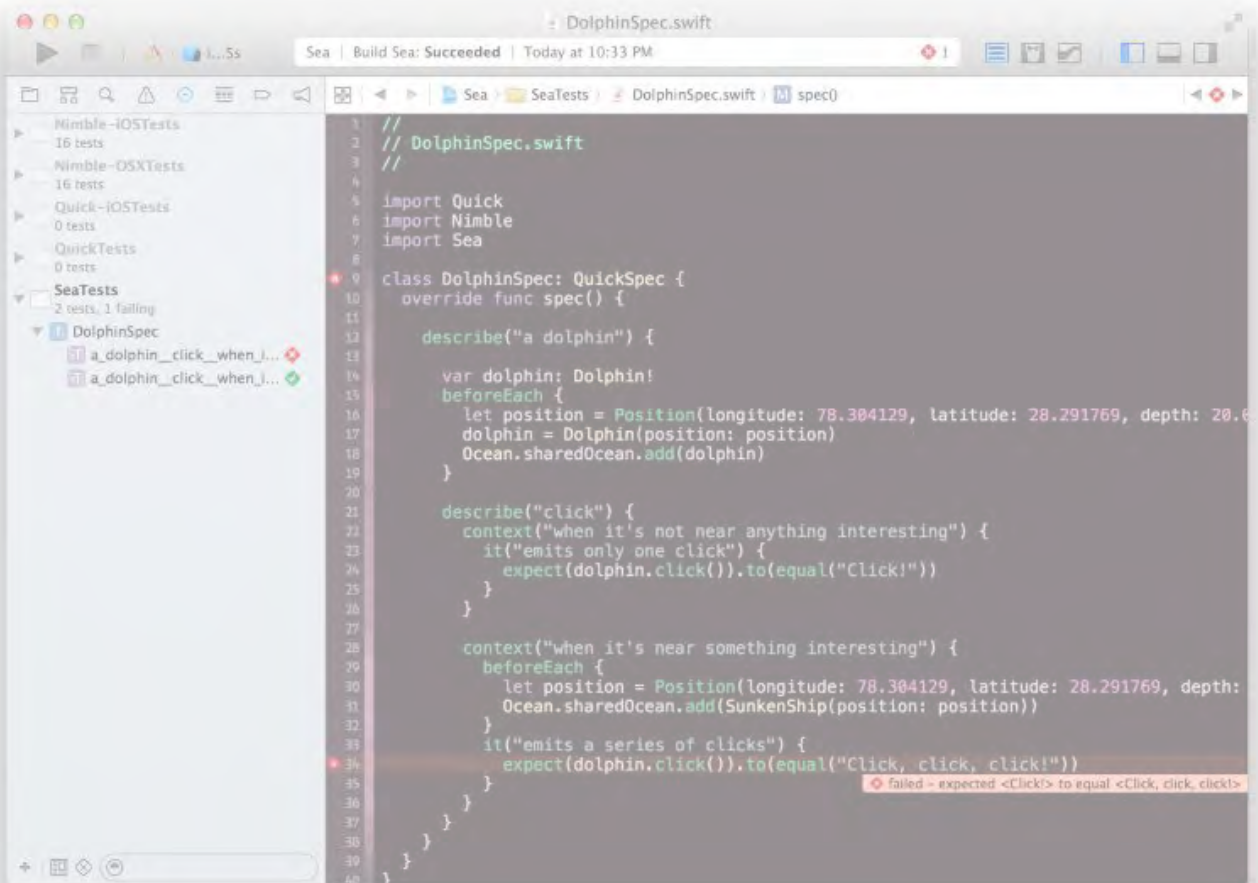 DolphinSpec.swift
Sea | Build Sea: Succeeded | Today at 10:33 PM
1
Sea
SeaTests
DolphinSpec.swift
spec()
Nimble-iOSTests
16 tests
Nimble-OSXTests
16 tests
Quick-iOSTests
0 tests
QuickTests
0 tests
SeaTests
2 tests, 1 failing
DolphinSpec
a_dolphin__click__when_i...
a_dolphin__click__when_i...
1 //
2 // DolphinSpec.swift
3 //
4
5 import Quick
6 import Nimble
7 import Sea
8
9 class DolphinSpec: QuickSpec {
10 override func spec() {
11
12 describe("a dolphin") {
13
14 var dolphin: Dolphin!
15 beforeEach {
16 let position = Position(longitude: 78.304129, latitude: 28.291769, depth: 20.0
17 dolphin = Dolphin(position: position)
18 Ocean.sharedOcean.add(dolphin)
19 }
20
21 describe("click") {
22 context("when it's not near anything interesting") {
23 it("emits only one click") {
24 expect(dolphin.click()).to(equal("Click!"))
25 }
26 }
27
28 context("when it's near something interesting") {
29 beforeEach {
30 let position = Position(longitude: 78.304129, latitude: 28.291769, depth:
31 Ocean.sharedOcean.add(SunkenShip(position: position))
32 }
33 it("emits a series of clicks") {
34 expect(dolphin.click()).to(equal("Click, click, click!"))
failed - expected <Click!> to equal <Click, click, click!>
35 }
36 }
37 }
38 }
39 }
40 }